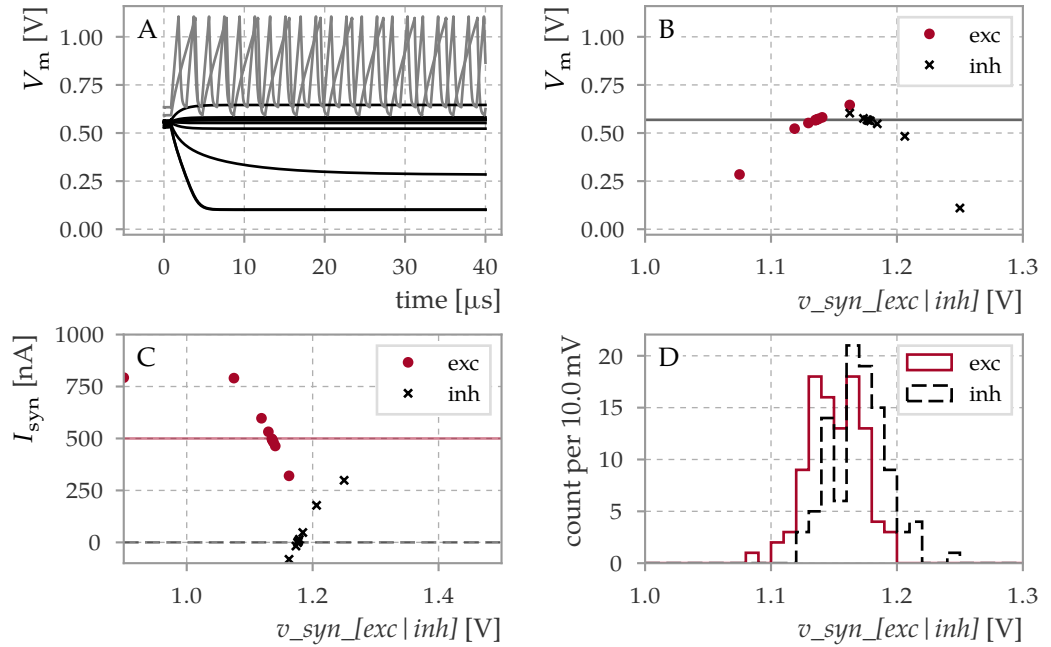 A
V_m [V]
1.00
0.75
0.50
0.25
0.00
0 10 20 30 40
time [μs]
B
V_m [V]
1.00
0.75
0.50
0.25
0.00
exc
inh
1.0 1.1 1.2 1.3
v_syn_[exc | inh] [V]
C
I_syn [nA]
1000
750
500
250
0
exc
inh
1.0 1.2 1.4
v_syn_[exc | inh] [V]
D
count per 10.0 mV
20
15
10
5
0
exc
inh
1.0 1.1 1.2 1.3
v_syn_[exc | inh] [V]